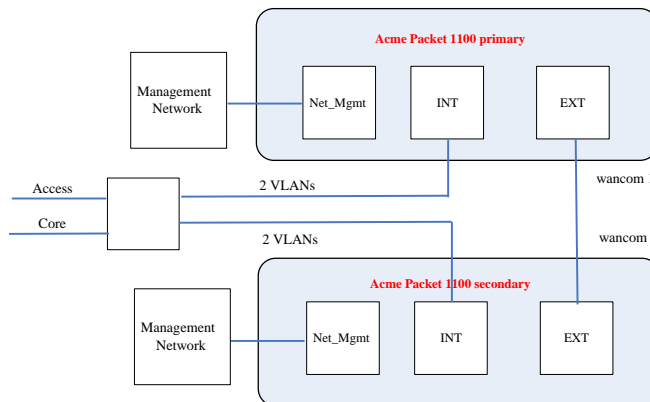 Acme Packet 1100 primary
Management
Network
Net_Mgmt
INT
EXT
Access
2 VLANs
wancom 1
Core
2 VLANs
wancom
Acme Packet 1100 secondary
Management
Network
Net_Mgmt
INT
EXT